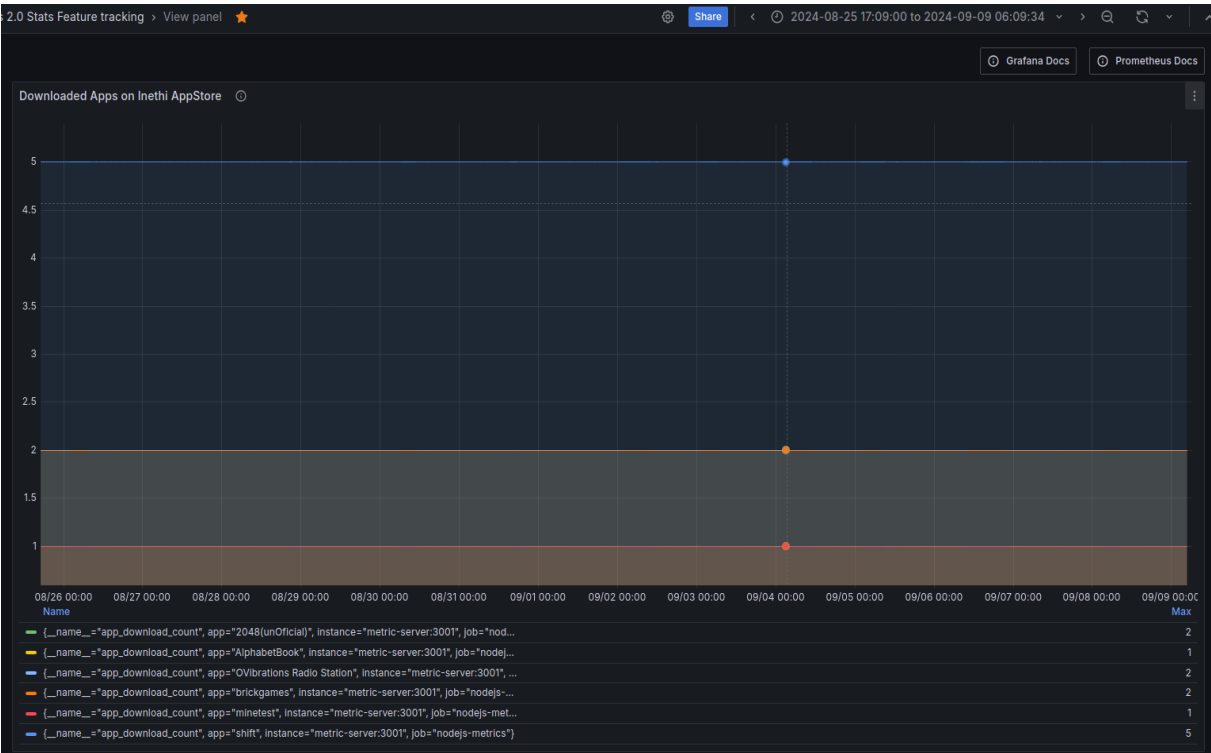 s 2.0 Stats Feature tracking › View panel
Share
2024-08-25 17:09:00 to 2024-09-09 06:09:34
Grafana Docs
Prometheus Docs
Downloaded Apps on Inethi AppStore
5
4.5
4
3.5
3
2.5
2
1.5
1
08/26 00:00 08/27 00:00 08/28 00:00 08/29 00:00 08/30 00:00 08/31 00:00 09/01 00:00 09/02 00:00 09/03 00:00 09/04 00:00 09/05 00:00 09/06 00:00 09/07 00:00 09/08 00:00 09/09 00:00
Name Max
{__name__="app_download_count", app="2048(unOficial)", instance="metric-server:3001", job="nod... 2
{__name__="app_download_count", app="AlphabetBook", instance="metric-server:3001", job="nodej... 1
{__name__="app_download_count", app="OVibrations Radio Station", instance="metric-server:3001", ... 2
{__name__="app_download_count", app="brickgames", instance="metric-server:3001", job="nodejs-... 2
{__name__="app_download_count", app="minetest", instance="metric-server:3001", job="nodejs-met... 1
{__name__="app_download_count", app="shift", instance="metric-server:3001", job="nodejs-metrics"} 5